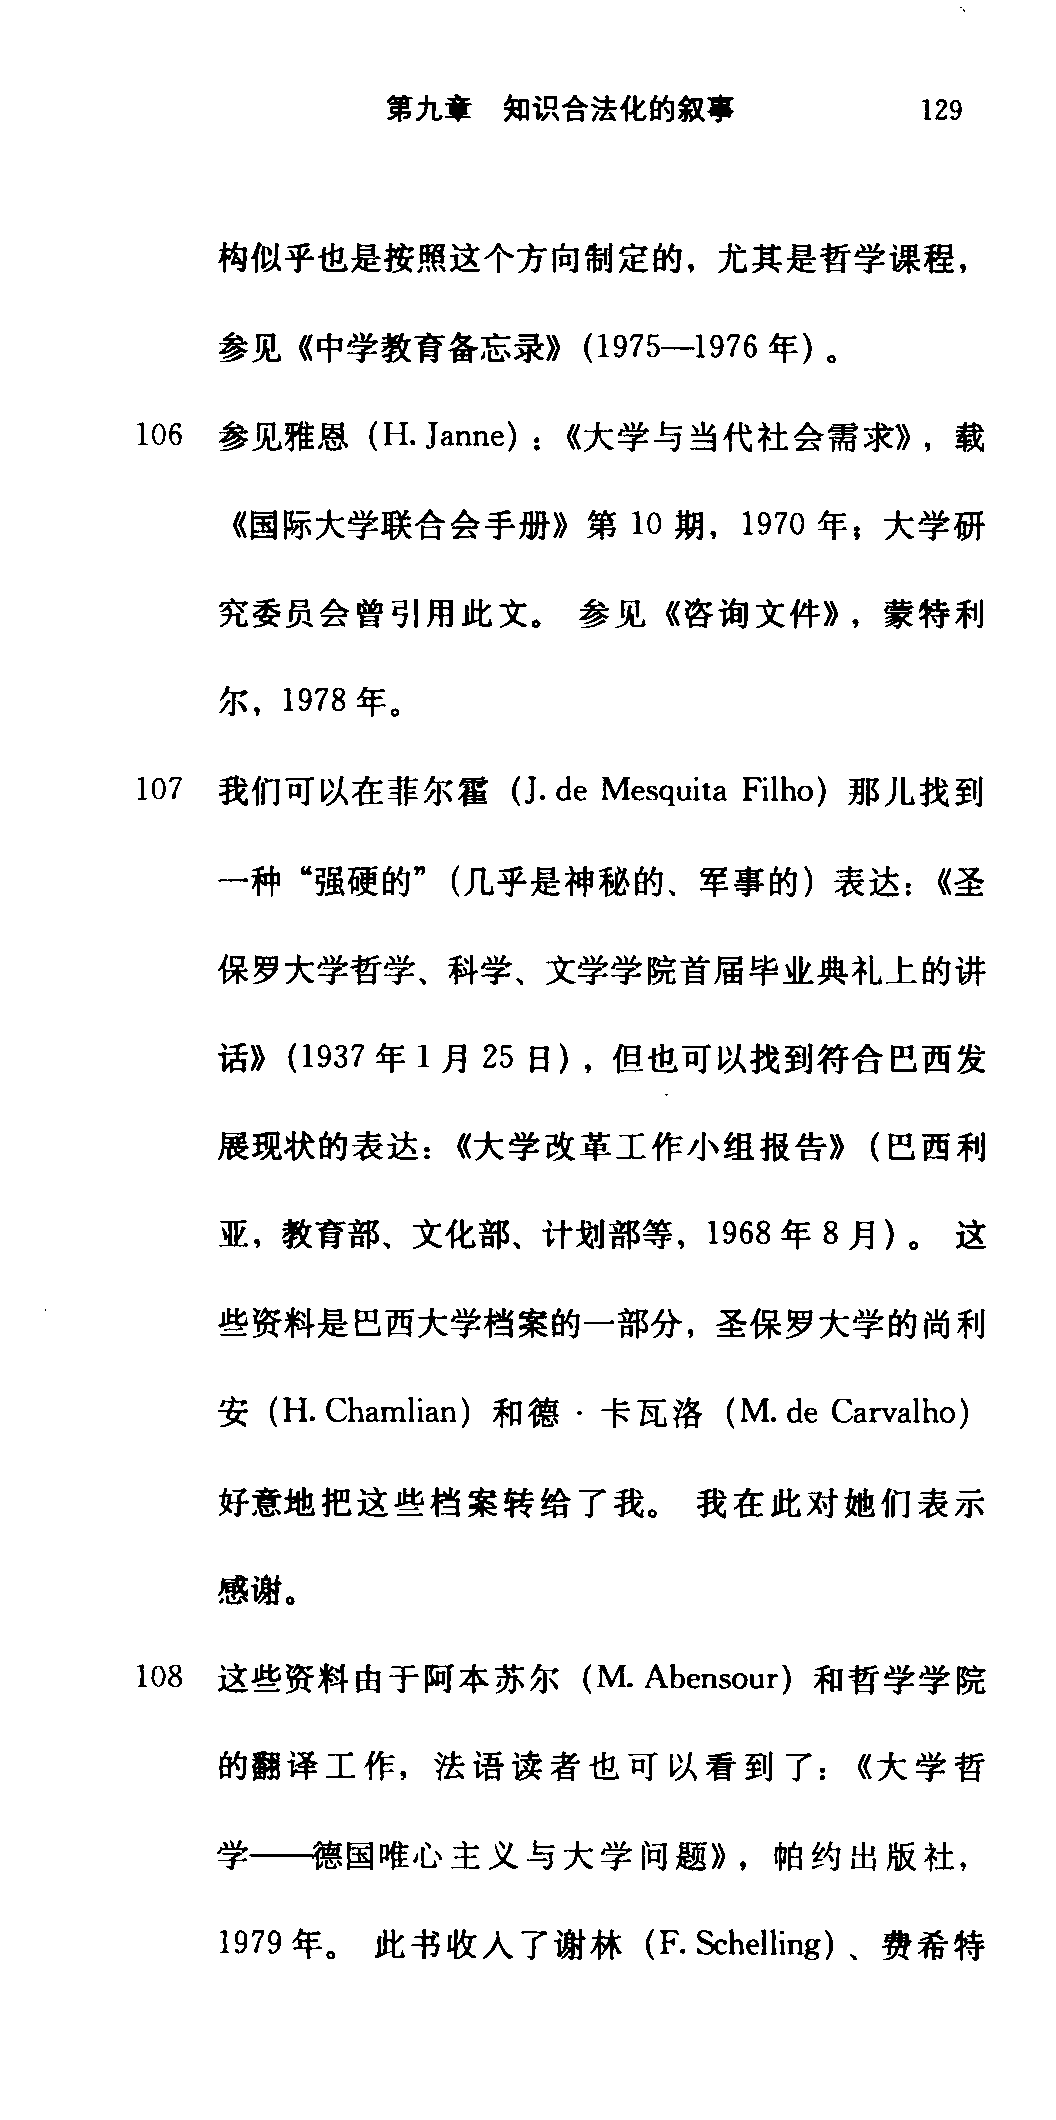 第九章 知识合法化的叙事 129
构似乎也是按照这个方向制定的，尤其是哲学课程，
参见《中学教育备忘录》（1975—1976 年）。
106 参见雅恩（H. Janne）：《大学与当代社会需求》，载
《国际大学联合会手册》第 10 期，1970 年；大学研
究委员会曾引用此文。 参见《咨询文件》，蒙特利
尔，1978 年。
107 我们可以在菲尔霍（J. de Mesquita Filho）那儿找到
一种“强硬的”（几乎是神秘的、军事的）表达：《圣
保罗大学哲学、科学、文学学院首届毕业典礼上的讲
话》（1937 年 1 月 25 日），但也可以找到符合巴西发
展现状的表达：《大学改革工作小组报告》（巴西利
亚，教育部、文化部、计划部等，1968 年 8 月）。 这
些资料是巴西大学档案的一部分，圣保罗大学的尚利
安（H. Chamlian）和德·卡瓦洛（M. de Carvalho）
好意地把这些档案转给了我。 我在此对她们表示
感谢。
108 这些资料由于阿本苏尔（M. Abensour）和哲学学院
的翻译工作，法语读者也可以看到了：《大学哲
学——德国唯心主义与大学问题》，帕约出版社，
1979 年。 此书收入了谢林（F. Schelling）、费希特